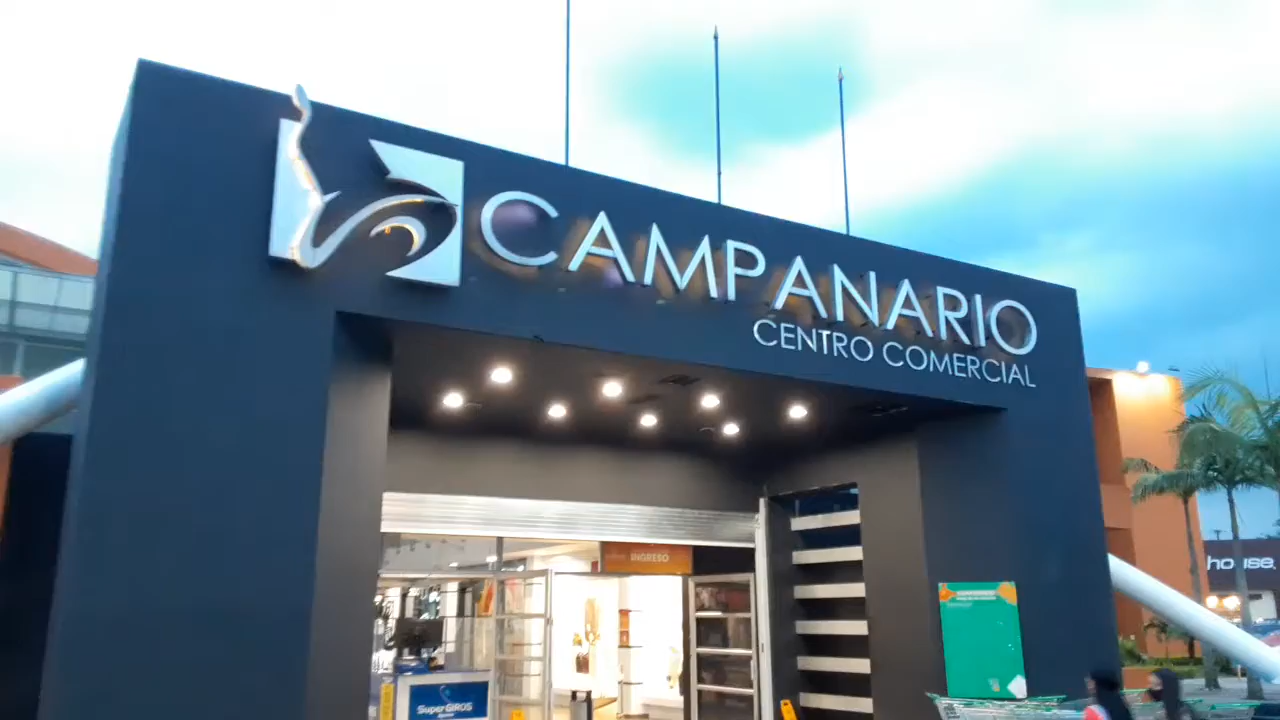 CAMPANARIO
CENTRO COMERCIAL
INGRESO
house.
SuperGIROS